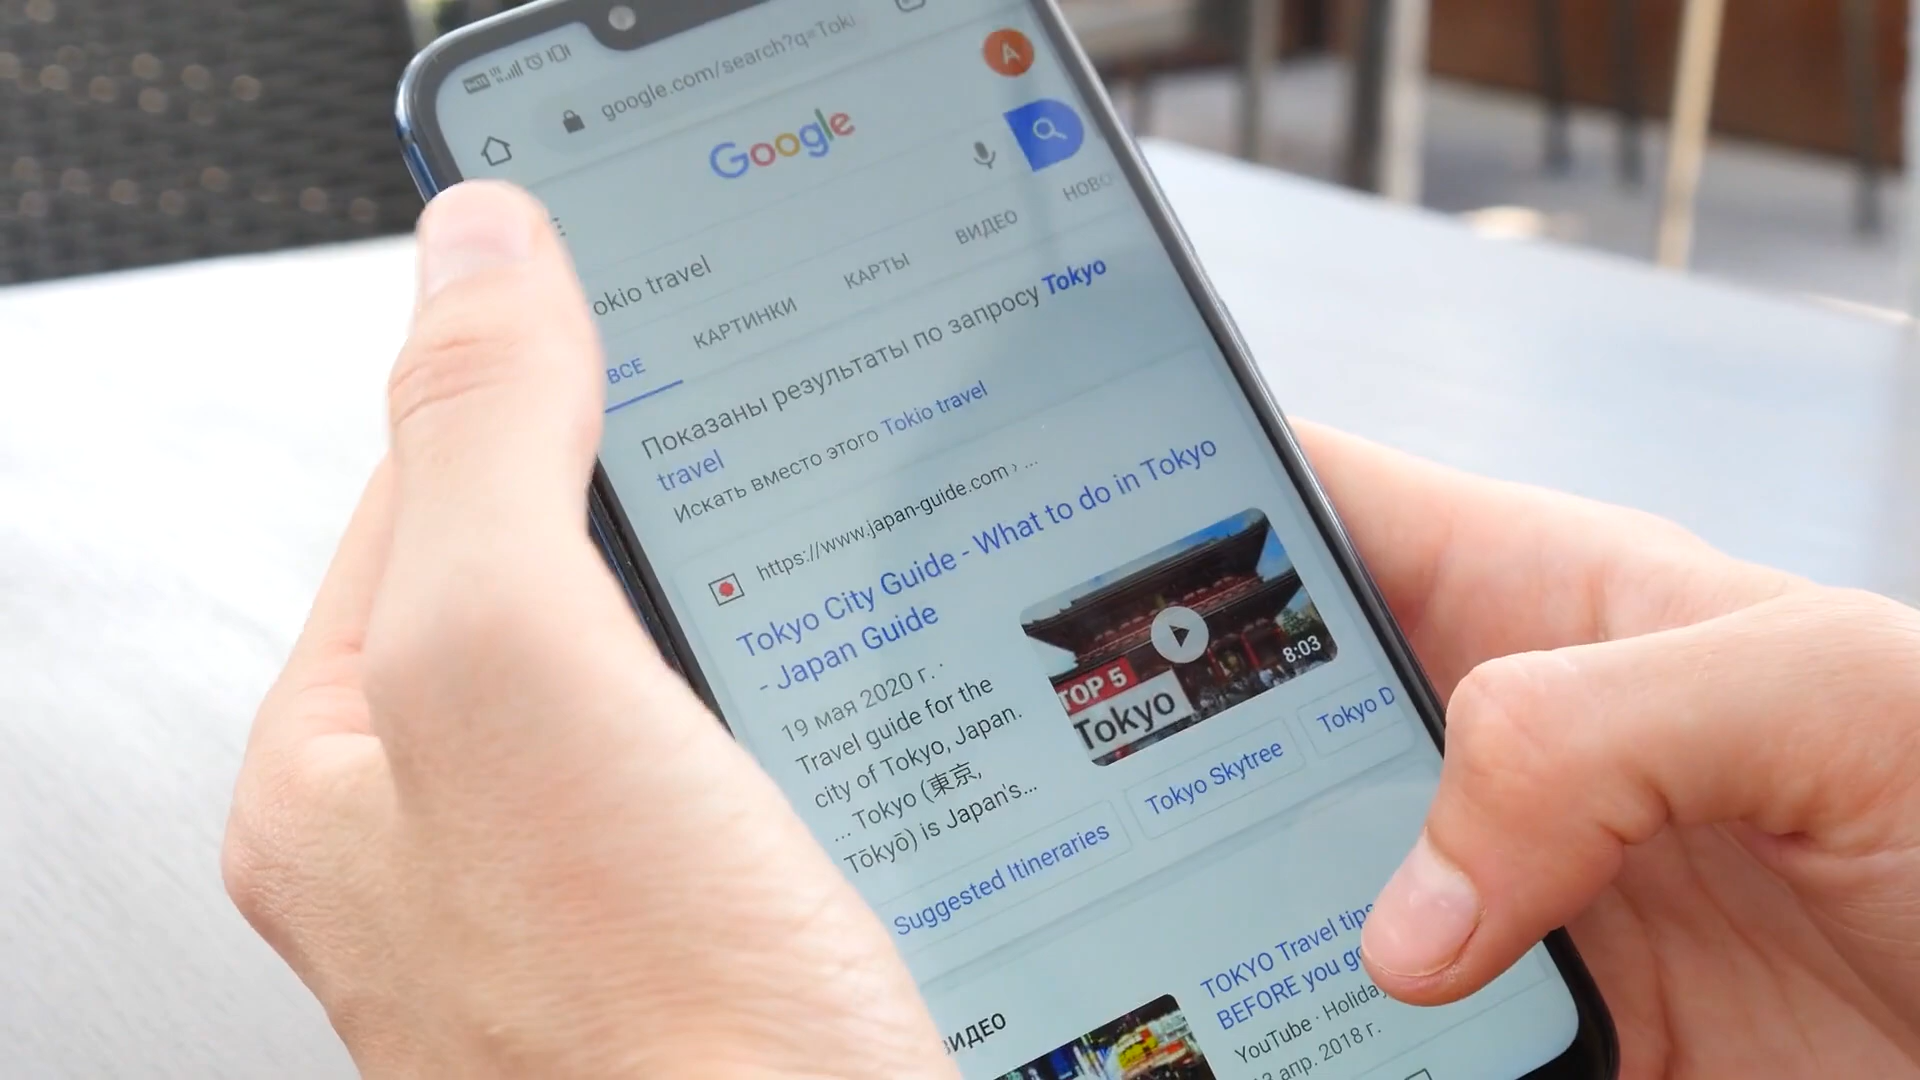 google.com/search?q=Toki
A
Google
okio travel
ВСЕ КАРТИНКИ КАРТЫ ВИДЕО НОВО
Показаны результаты по запросу Tokyo
travel
Искать вместо этого Tokio travel
https://www.japan-guide.com › ...
Tokyo City Guide - What to do in Tokyo
- Japan Guide
19 мая 2020 г. ·
Travel guide for the
city of Tokyo, Japan.
... Tokyo (東京,
Tōkyō) is Japan's...
TOP 5
Tokyo
8:03
Suggested Itineraries
Tokyo Skytree
Tokyo D
ВИДЕО
TOKYO Travel tips
BEFORE you go
YouTube · Holiday
3 апр. 2018 г.